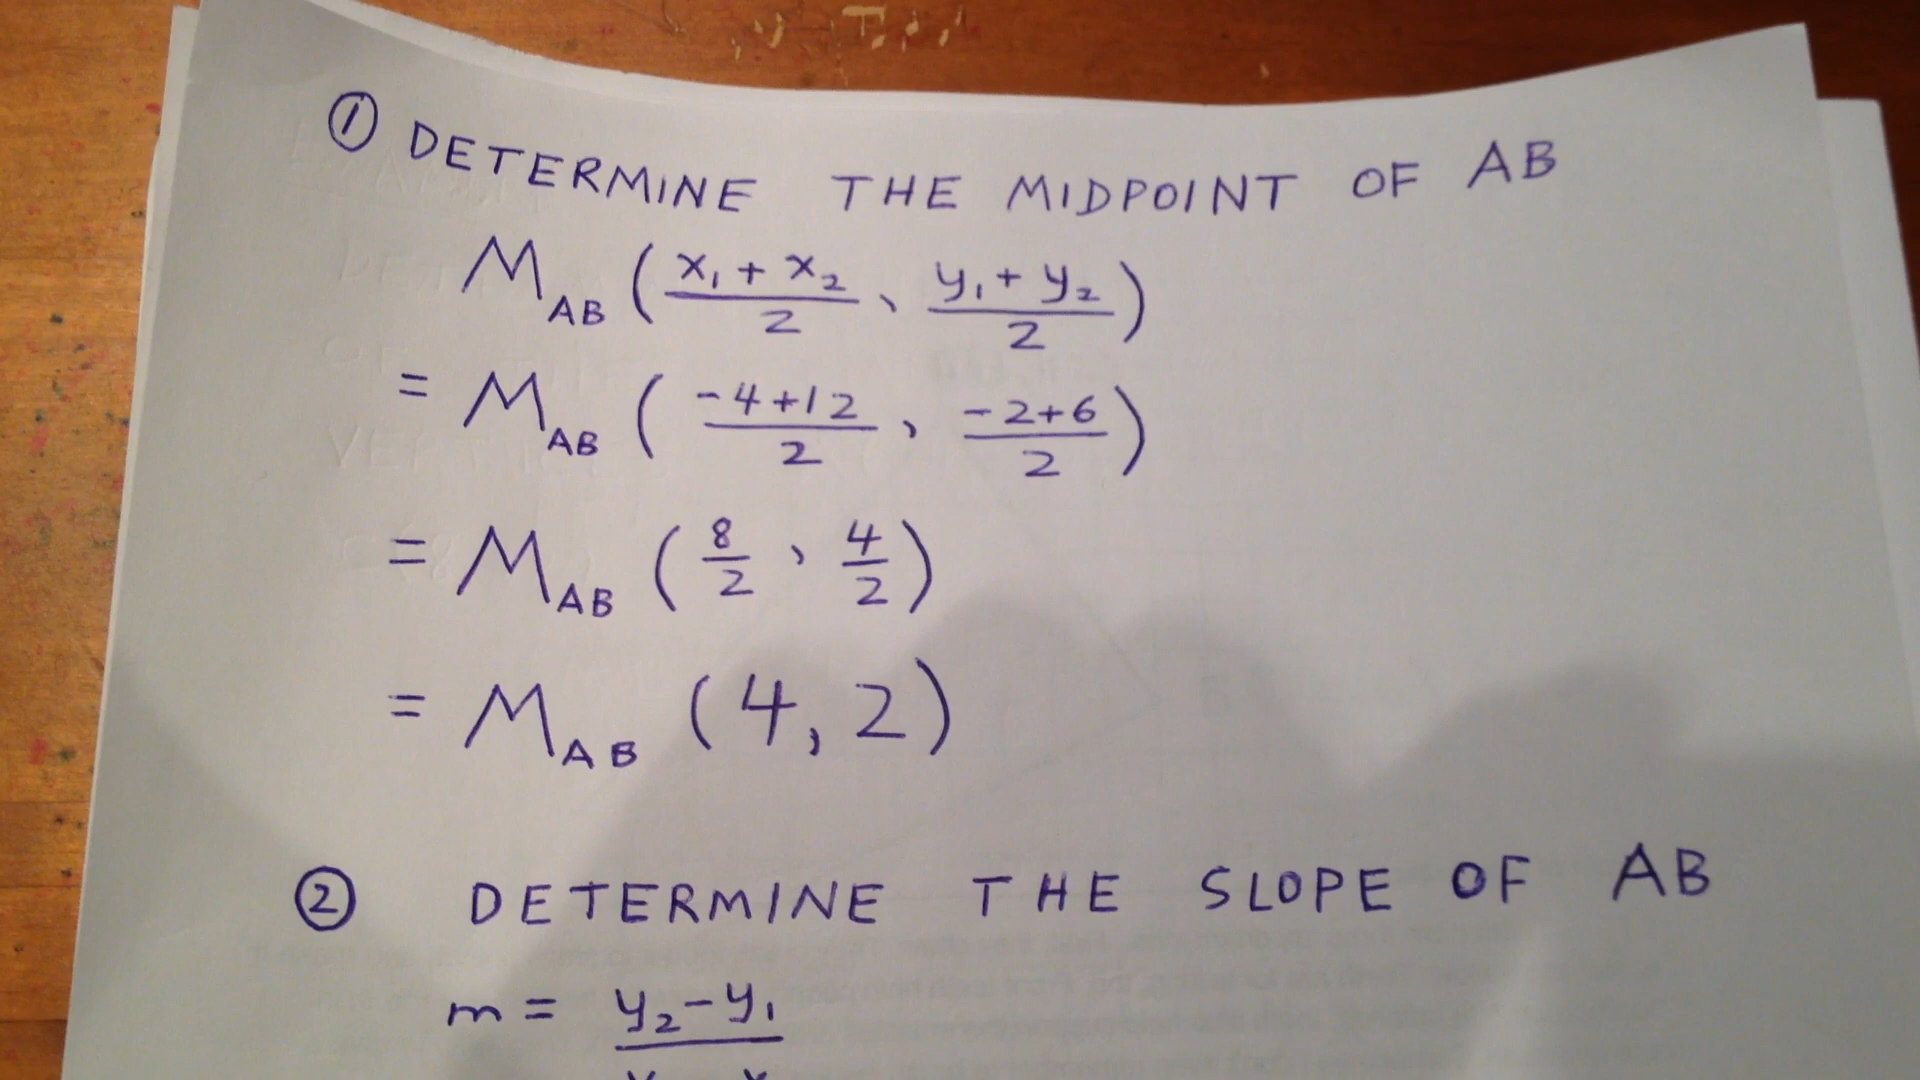 ① DETERMINE THE MIDPOINT OF AB
M_AB ( (x₁ + x₂)/2 , (y₁ + y₂)/2 )
= M_AB ( (-4+12)/2 , (-2+6)/2 )
= M_AB ( 8/2 , 4/2 )
= M_AB (4, 2)
② DETERMINE THE SLOPE OF AB
m = y₂-y₁